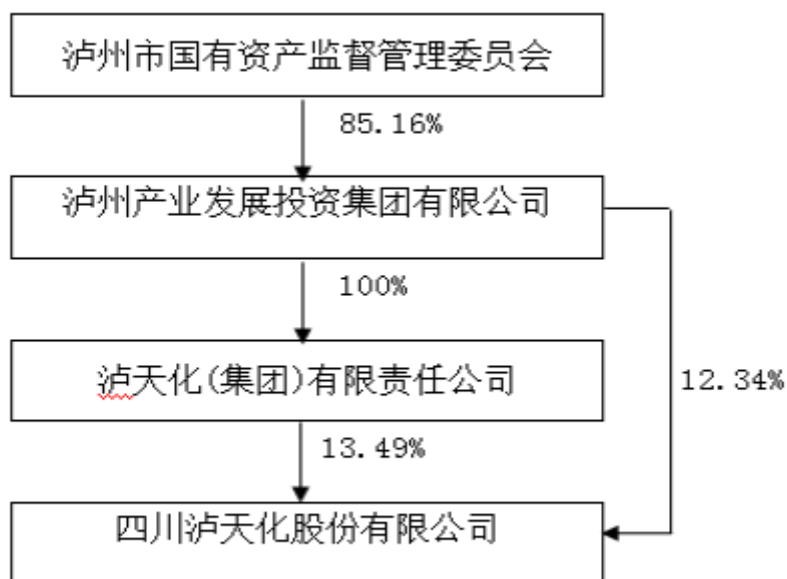 泸州市国有资产监督管理委员会
85.16%
泸州产业发展投资集团有限公司
100%
泸天化(集团)有限责任公司
12.34%
13.49%
四川泸天化股份有限公司